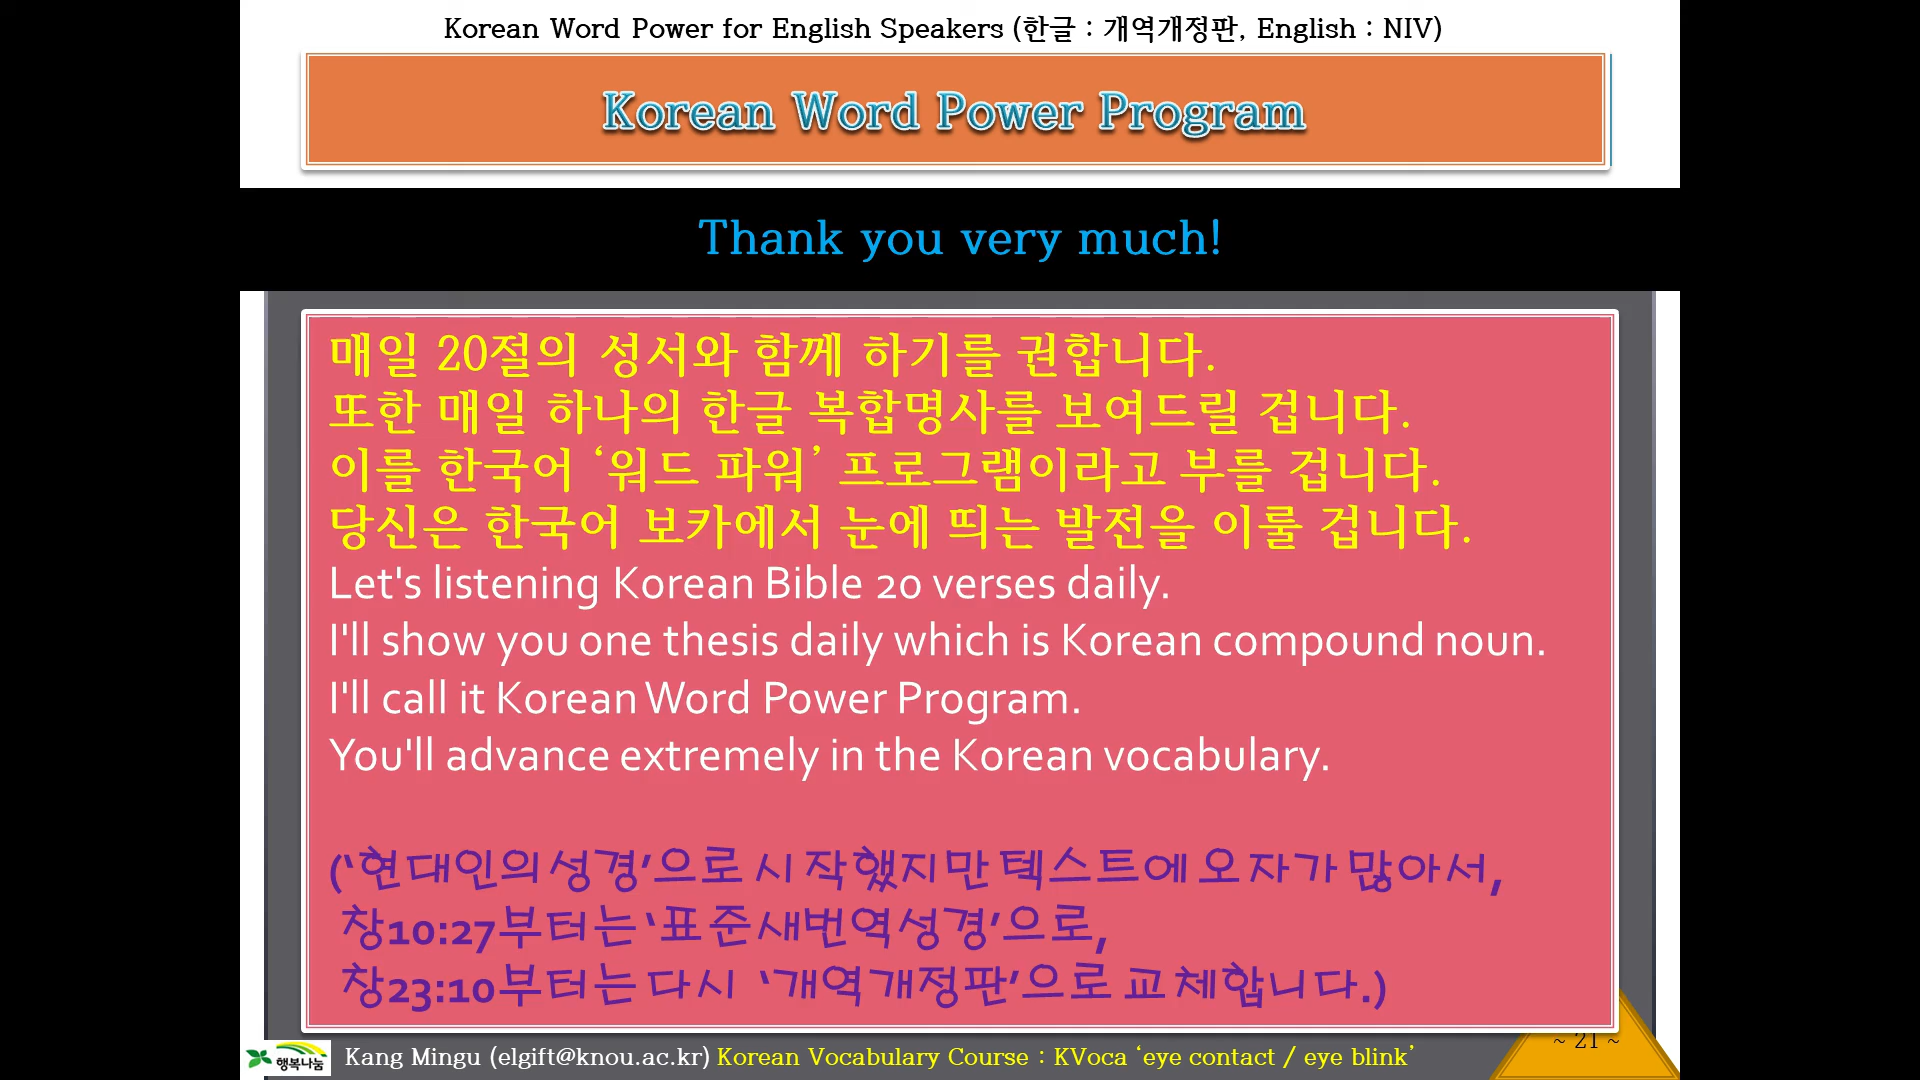 Korean Word Power for English Speakers (한글 : 개역개정판, English : NIV)
Korean Word Power Program
Thank you very much!
매일 20절의 성서와 함께 하기를 권합니다.
또한 매일 하나의 한글 복합명사를 보여드릴 겁니다.
이를 한국어 ‘워드 파워’ 프로그램이라고 부를 겁니다.
당신은 한국어 보카에서 눈에 띄는 발전을 이룰 겁니다.
Let's listening Korean Bible 20 verses daily.
I'll show you one thesis daily which is Korean compound noun.
I'll call it Korean Word Power Program.
You'll advance extremely in the Korean vocabulary.
(‘현대인의성경’으로 시작했지만 텍스트에 오자가 많아서,
창10:27부터는 ‘표준새번역성경’으로,
창23:10부터는 다시 ‘개역개정판’으로 교체합니다.)
행복나눔 Kang Mingu (elgift@knou.ac.kr) Korean Vocabulary Course : KVoca ‘eye contact / eye blink’
~ 21 ~